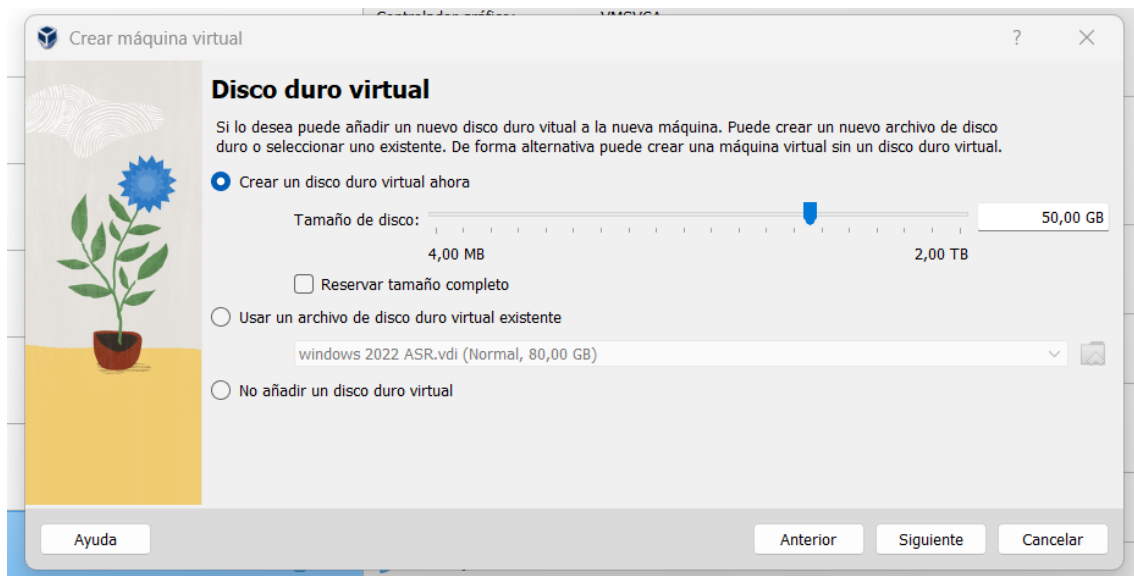 Crear máquina virtual
?
Disco duro virtual
Si lo desea puede añadir un nuevo disco duro vitual a la nueva máquina. Puede crear un nuevo archivo de disco
duro o seleccionar uno existente. De forma alternativa puede crear una máquina virtual sin un disco duro virtual.
Crear un disco duro virtual ahora
Tamaño de disco:
50,00 GB
4,00 MB
2,00 TB
Reservar tamaño completo
Usar un archivo de disco duro virtual existente
windows 2022 ASR.vdi (Normal, 80,00 GB)
No añadir un disco duro virtual
Ayuda
Anterior
Siguiente
Cancelar